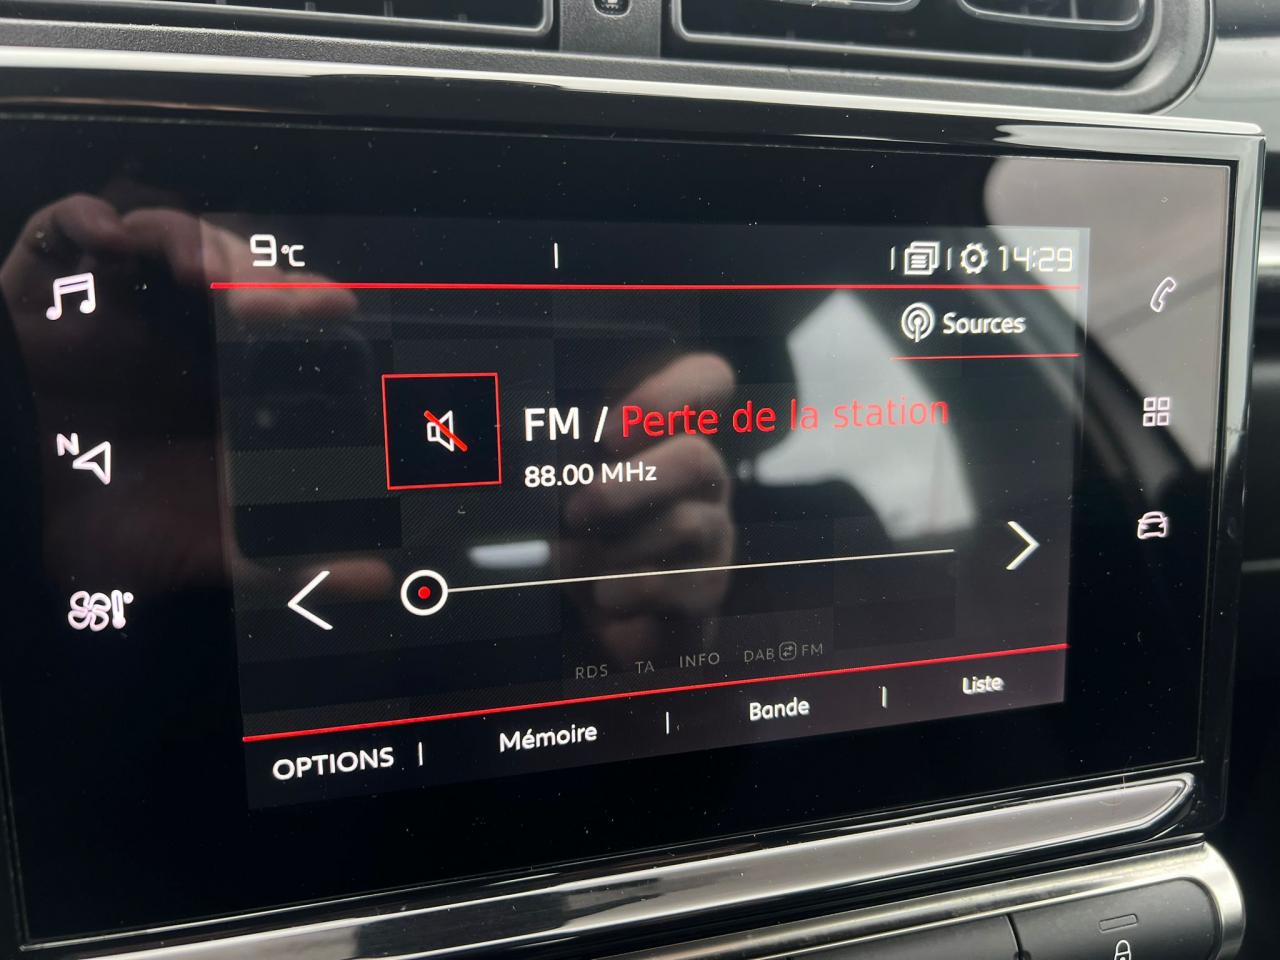 9°C
14:29
Sources
FM / Perte de la station
88.00 MHz
N
RDS TA INFO DAB FM
OPTIONS Mémoire Bande Liste